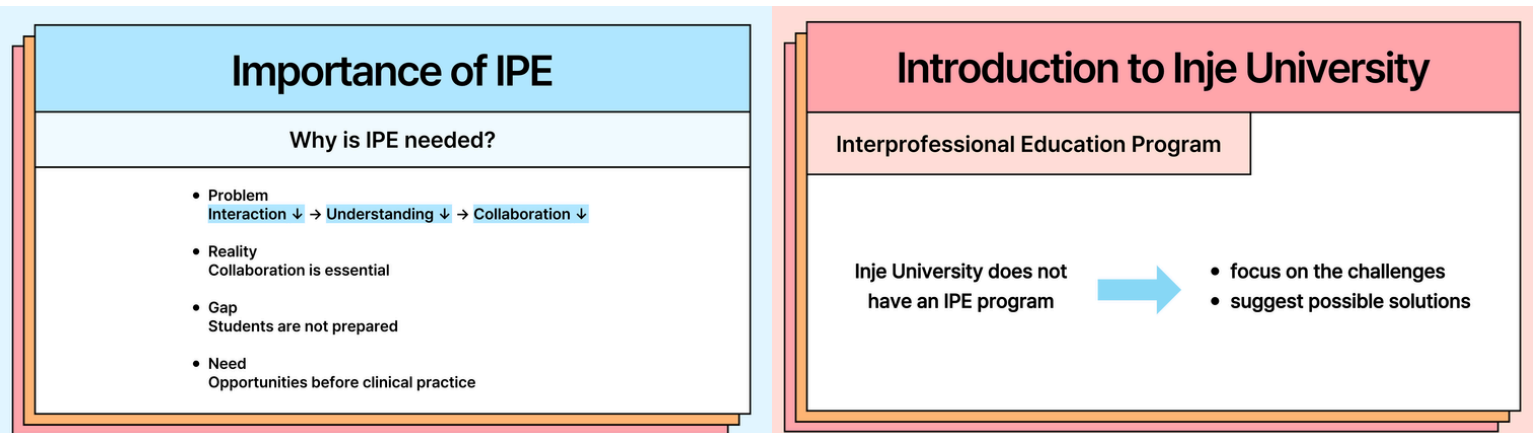 Importance of IPE
Why is IPE needed?
• Problem
Interaction ↓ → Understanding ↓ → Collaboration ↓
• Reality
Collaboration is essential
• Gap
Students are not prepared
• Need
Opportunities before clinical practice
Introduction to Inje University
Interprofessional Education Program
Inje University does not
have an IPE program
• focus on the challenges
• suggest possible solutions